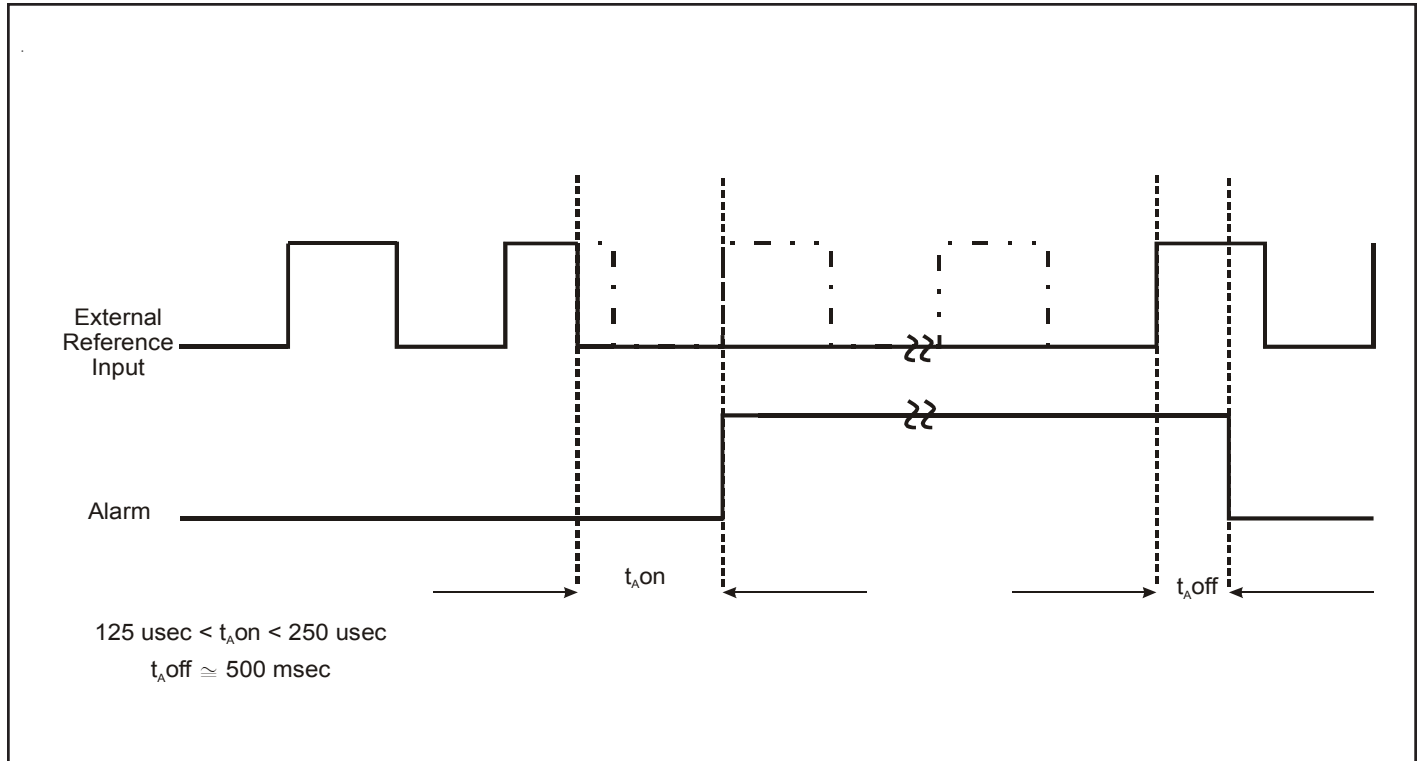 External
Reference
Input
Alarm
tAon
tAoff
125 usec < tAon < 250 usec
tAoff ≅ 500 msec